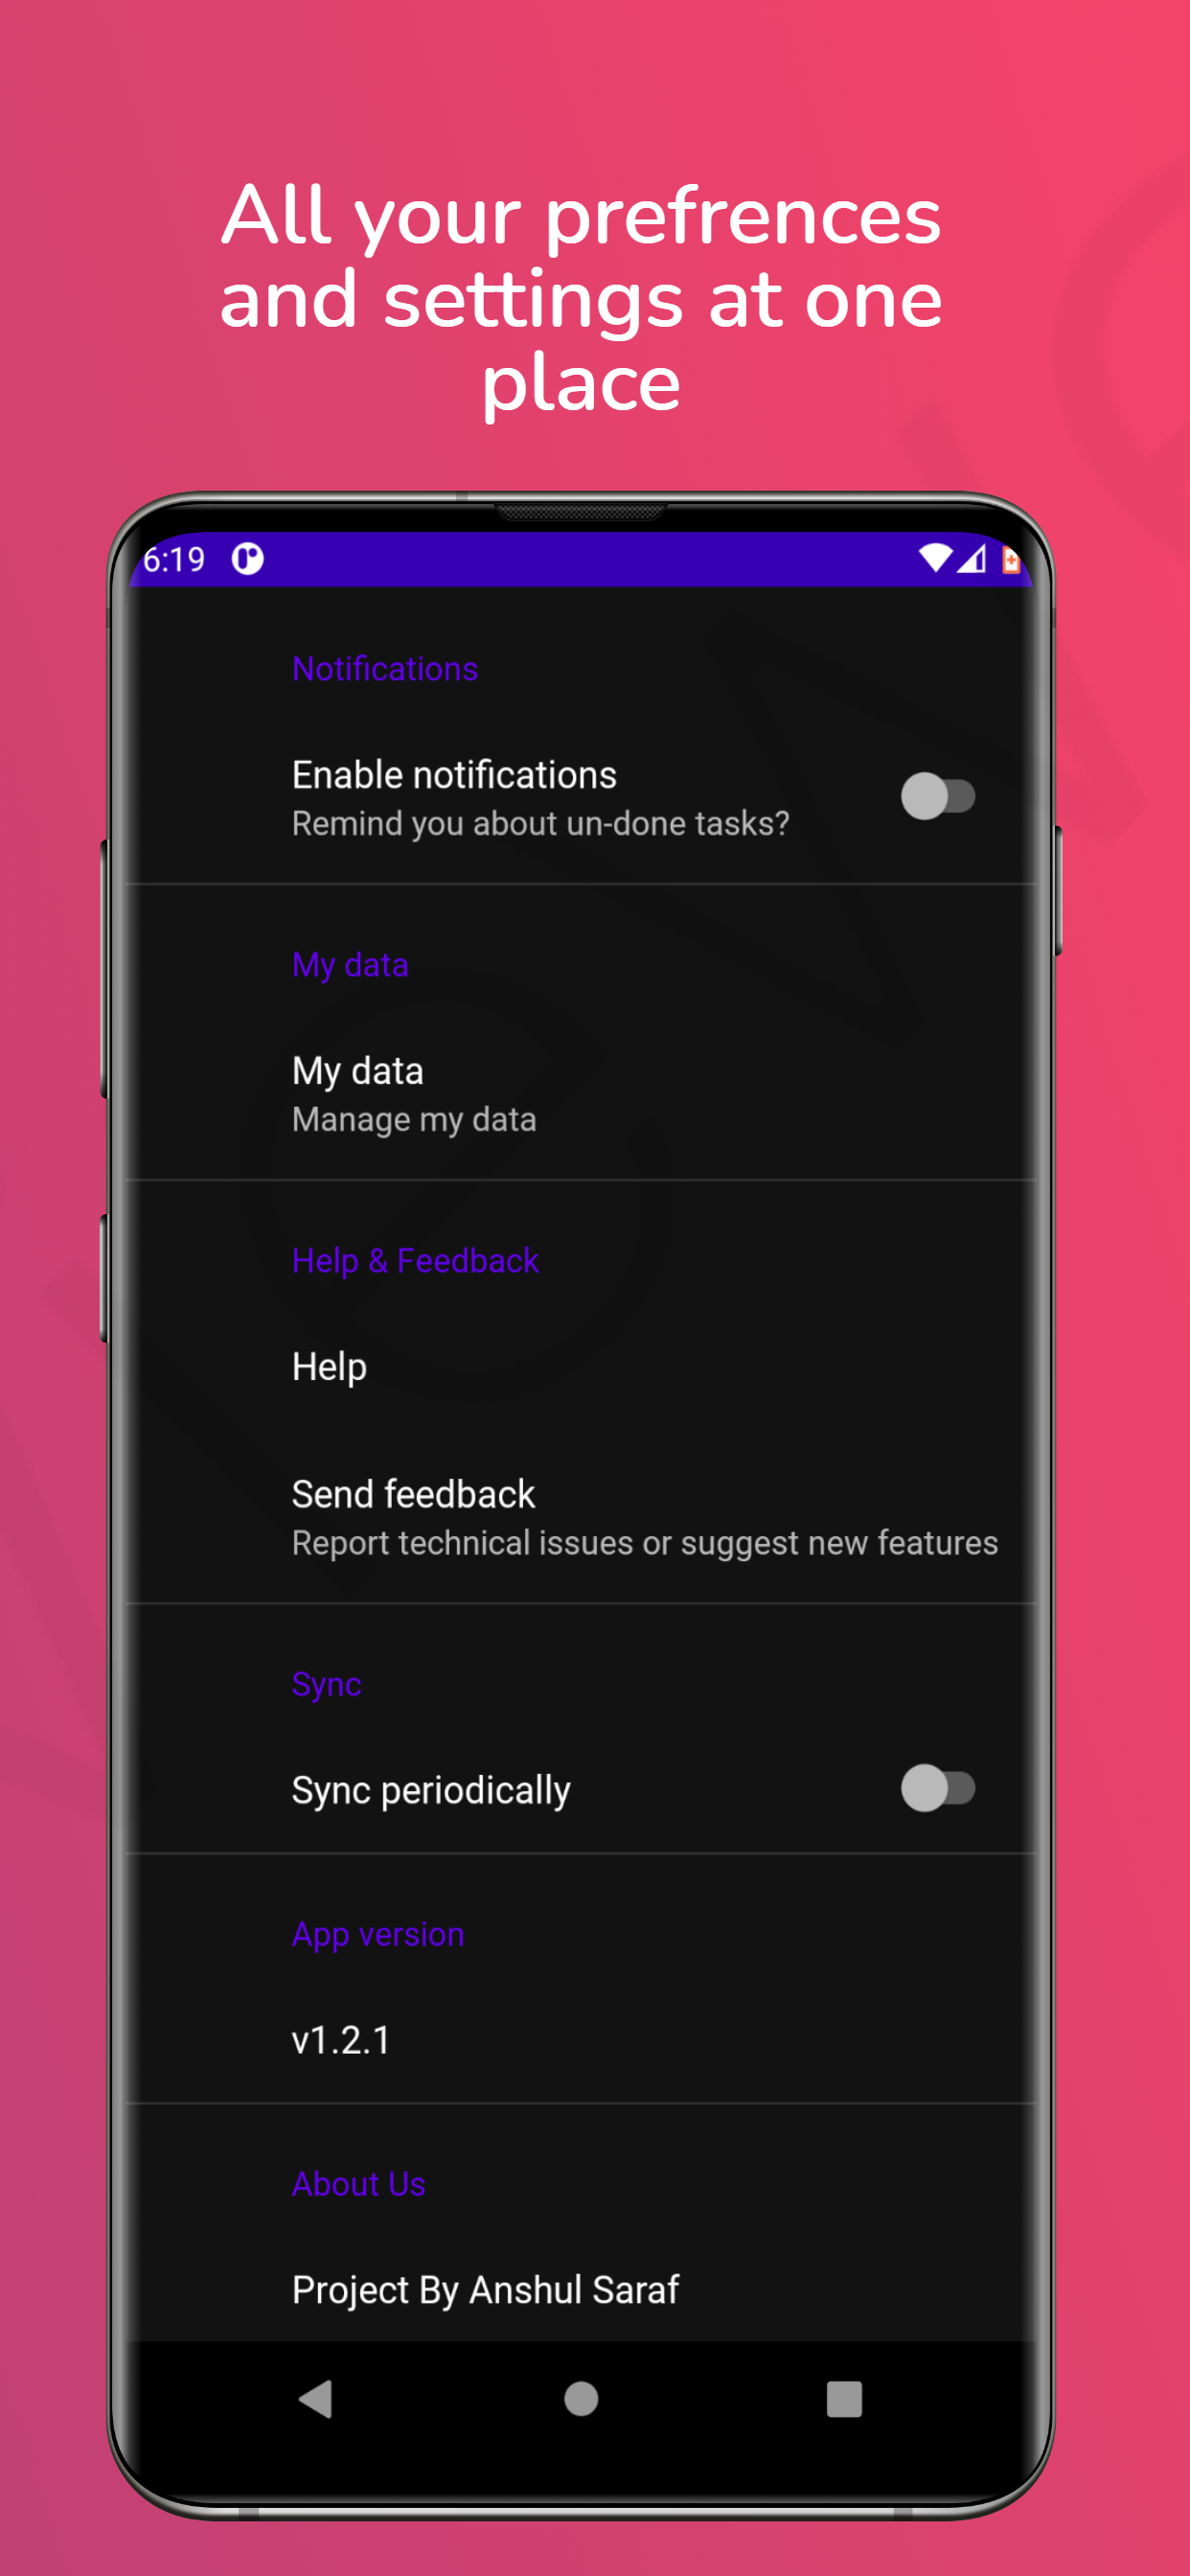 All your prefrences
and settings at one
place
6:19
Notifications
Enable notifications
Remind you about un-done tasks?
My data
My data
Manage my data
Help & Feedback
Help
Send feedback
Report technical issues or suggest new features
Sync
Sync periodically
App version
v1.2.1
About Us
Project By Anshul Saraf